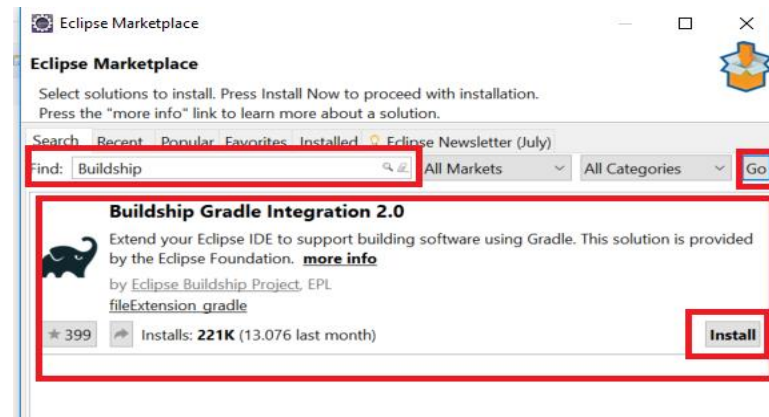 Eclipse Marketplace
Eclipse Marketplace
Select solutions to install. Press Install Now to proceed with installation.
Press the "more info" link to learn more about a solution.
Search Recent Popular Favorites Installed Eclipse Newsletter (July)
Find: Buildship All Markets All Categories Go
Buildship Gradle Integration 2.0
Extend your Eclipse IDE to support building software using Gradle. This solution is provided
by the Eclipse Foundation. more info
by Eclipse Buildship Project, EPL
fileExtension_gradle
399 Installs: 221K (13.076 last month) Install